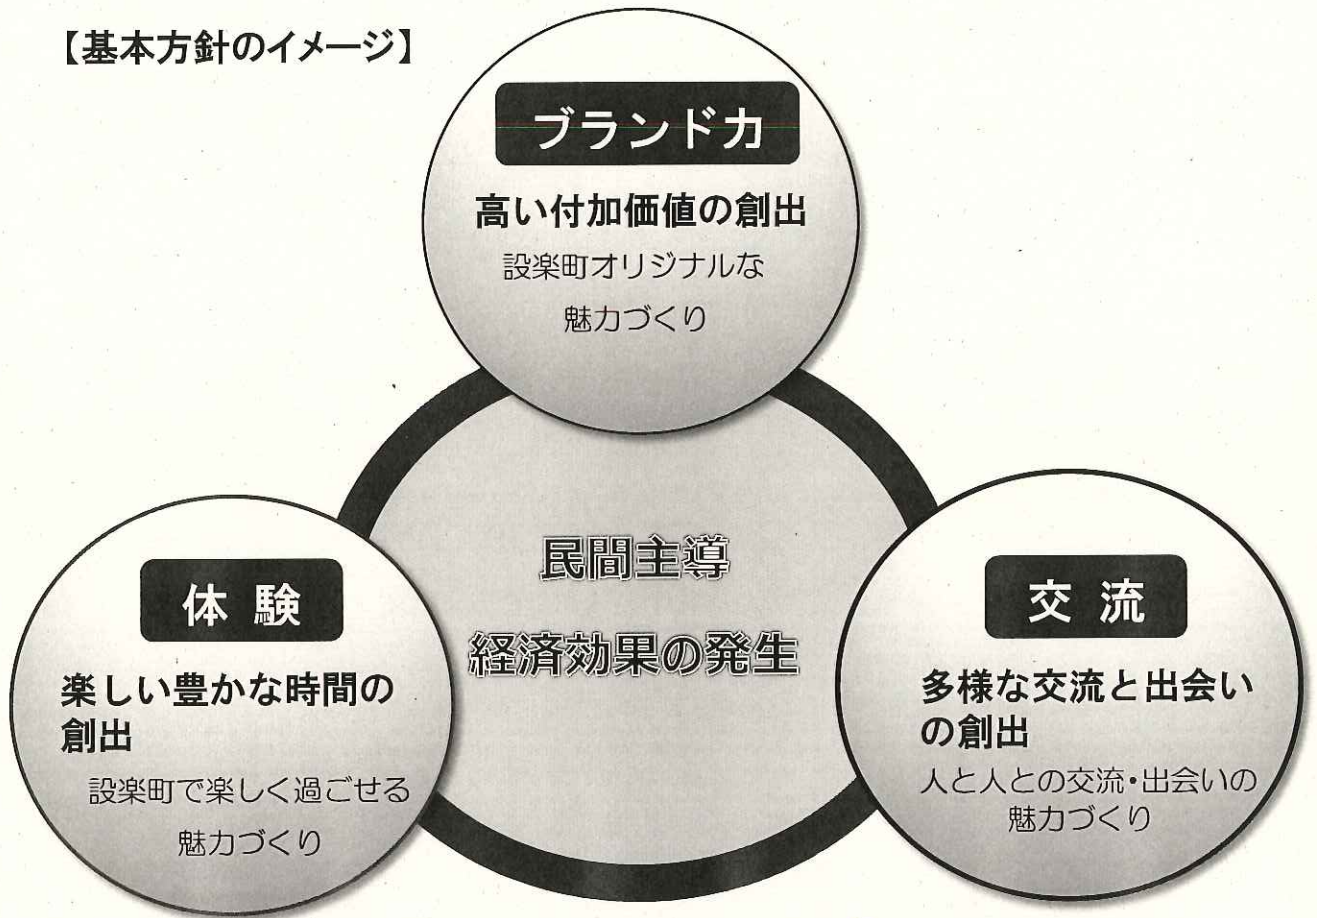 【基本方針のイメージ】
ブランド力
高い付加価値の創出
設楽町オリジナルな
魅力づくり
民間主導
経済効果の発生
体験
楽しい豊かな時間の
創出
設楽町で楽しく過ごせる
魅力づくり
交流
多様な交流と出会い
の創出
人と人との交流・出会いの
魅力づくり